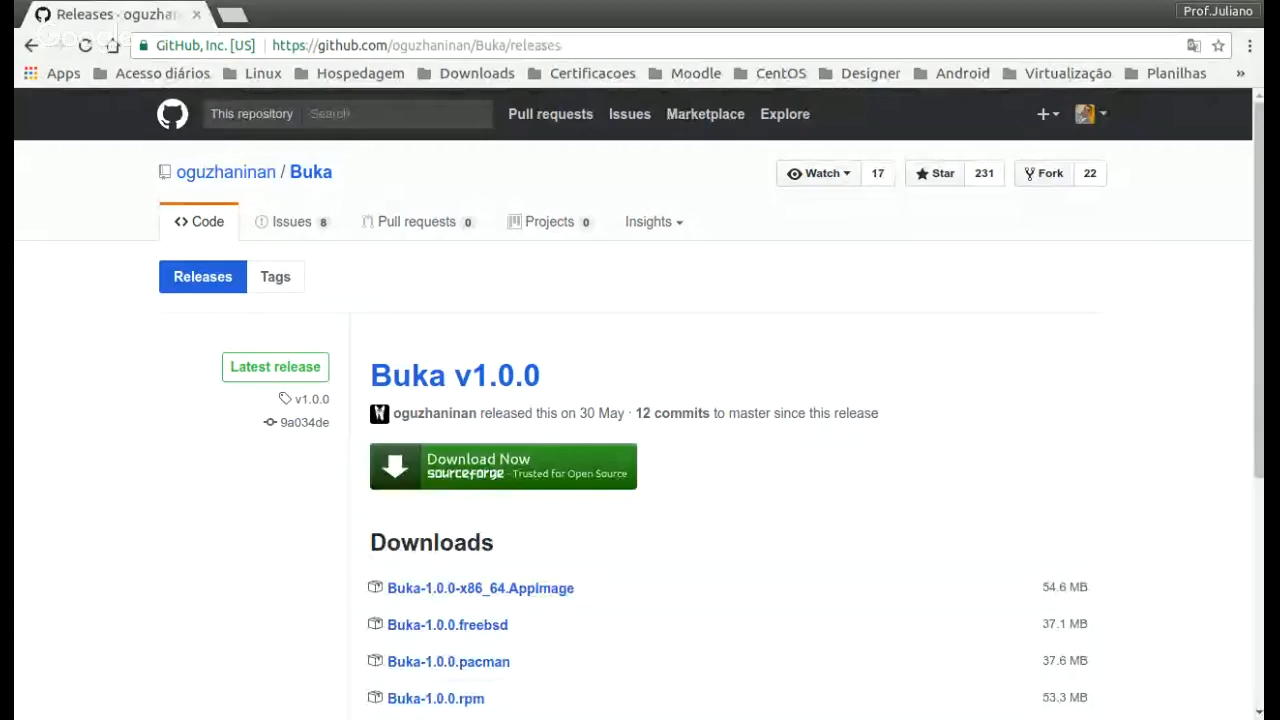 Releases · oguzha
Prof.Juliano
GitHub, Inc. [US] https://github.com/oguzhaninan/Buka/releases
Apps Acesso diários Linux Hospedagem Downloads Certificacoes Moodle CentOS Designer Android Virtualização Planilhas »
This repository Search Pull requests Issues Marketplace Explore
oguzhaninan / Buka
Watch 17 Star 231 Fork 22
Code Issues 8 Pull requests 0 Projects 0 Insights
Releases Tags
Latest release
v1.0.0
9a034de
Buka v1.0.0
oguzhaninan released this on 30 May · 12 commits to master since this release
Download Now
sourceforge - Trusted for Open Source
Downloads
Buka-1.0.0-x86_64.AppImage 54.6 MB
Buka-1.0.0.freebsd 37.1 MB
Buka-1.0.0.pacman 37.6 MB
Buka-1.0.0.rpm 53.3 MB